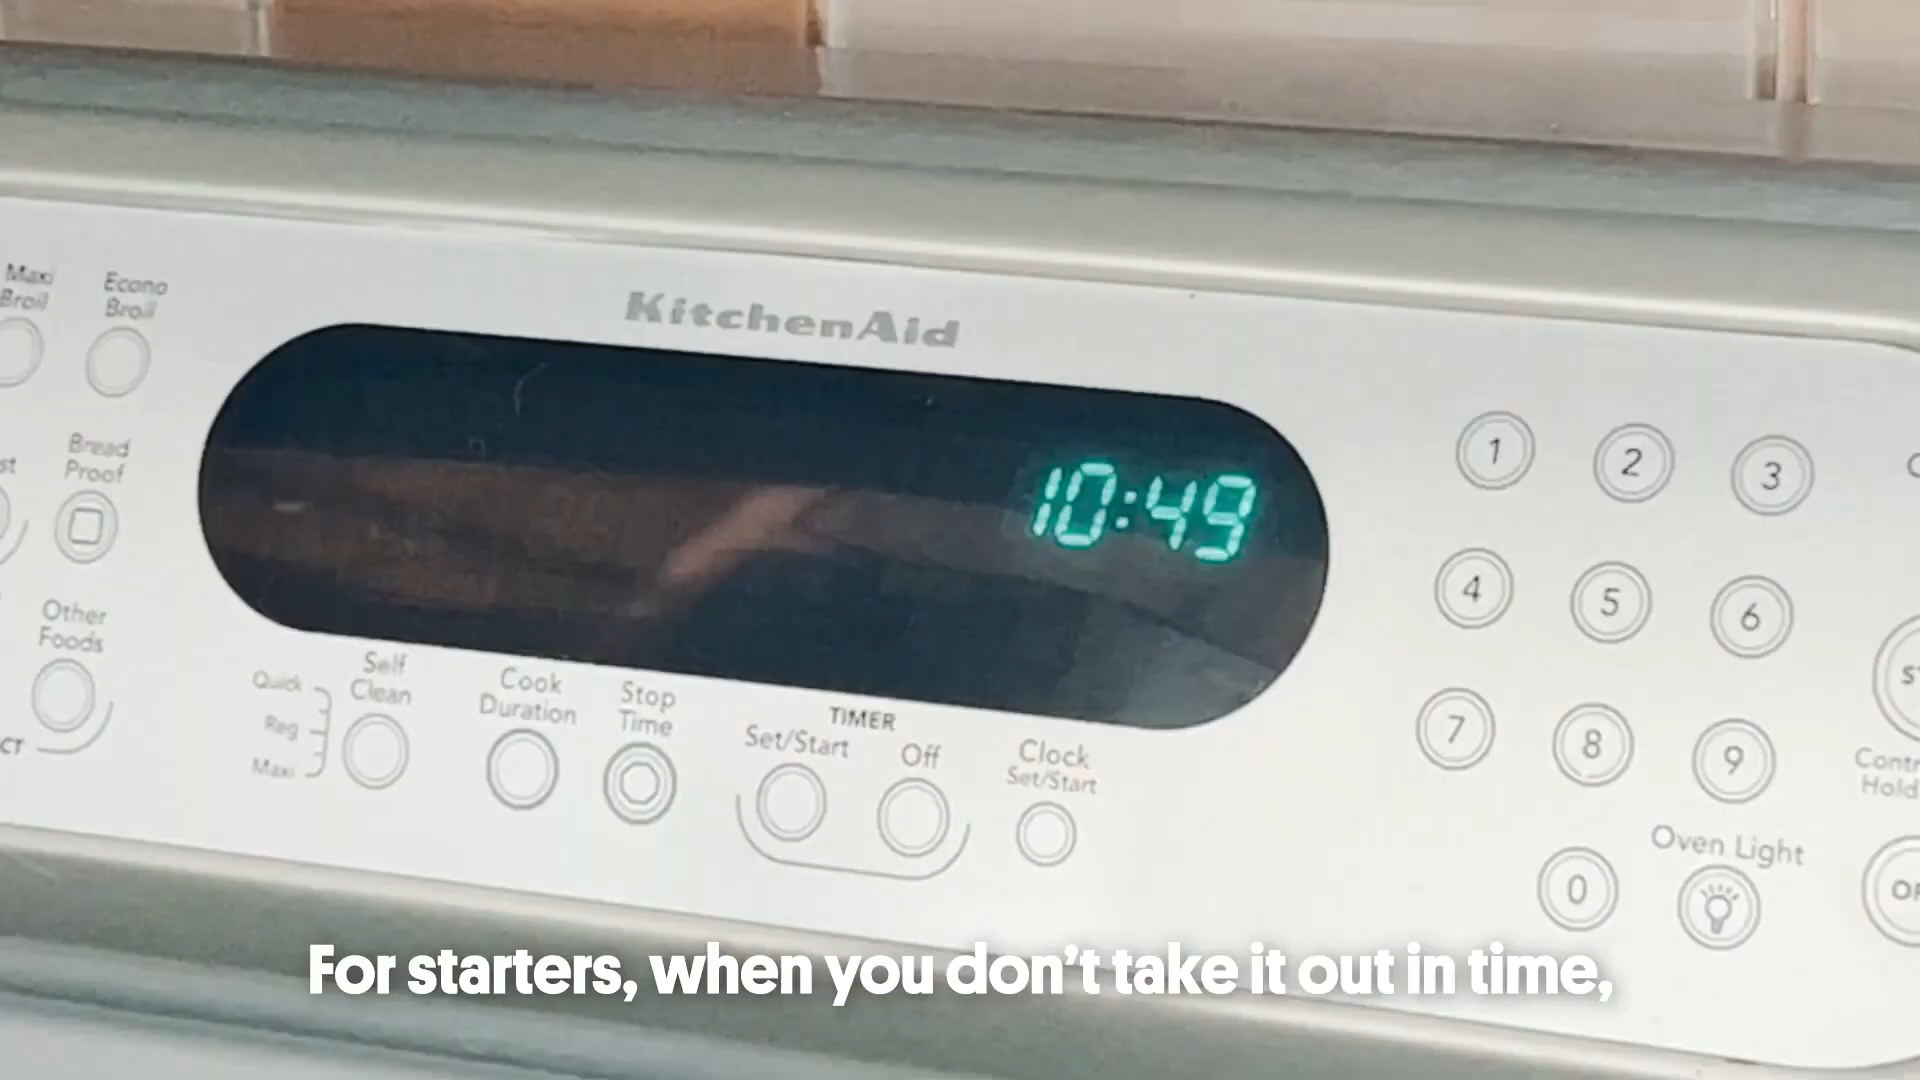 KitchenAid
Maxi
Broil
Econo
Broil
Bread
Proof
Other
Foods
10:49
Quick
Reg
Maxi
Self
Clean
Cook
Duration
Stop
Time
TIMER
Set/Start
Off
Clock
Set/Start
1 2 3
4 5 6
7 8 9
0
Oven Light
Hold
For starters, when you don't take it out in time,